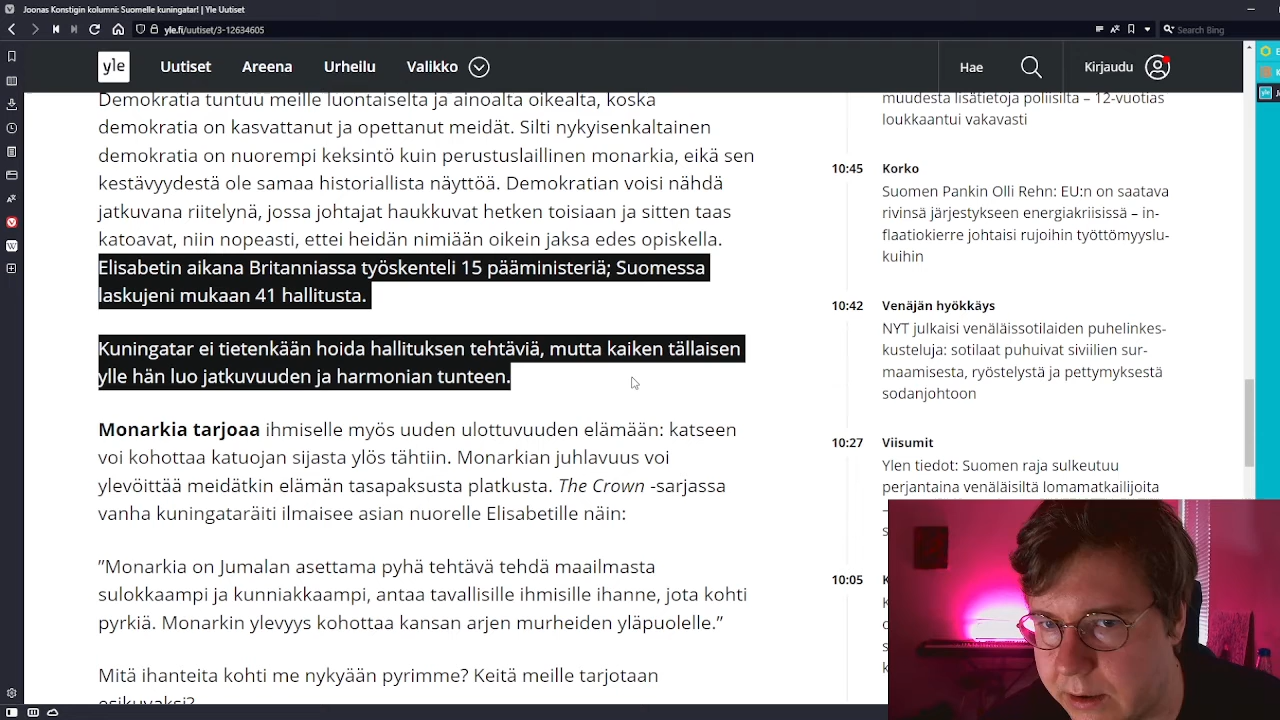 Joonas Konstigin kolumni: Suomelle kuningatar! | Yle Uutiset
yle.fi/uutiset/3-12634605
Search Bing
yle
Uutiset
Areena
Urheilu
Valikko
Hae
Kirjaudu
Demokratia tuntuu meille luontaiselta ja ainoalta oikealta, koska
demokratia on kasvattanut ja opettanut meidät. Silti nykyisenkaltainen
demokratia on nuorempi keksintö kuin perustuslaillinen monarkia, eikä sen
kestävyydestä ole samaa historiallista näyttöä. Demokratian voisi nähdä
jatkuvana riitelynä, jossa johtajat haukkuvat hetken toisiaan ja sitten taas
katoavat, niin nopeasti, ettei heidän nimiään oikein jaksa edes opiskella.
Elisabetin aikana Britanniassa työskenteli 15 pääministeriä; Suomessa
laskujeni mukaan 41 hallitusta.
Kuningatar ei tietenkään hoida hallituksen tehtäviä, mutta kaiken tällaisen
ylle hän luo jatkuvuuden ja harmonian tunteen.
Monarkia tarjoaa ihmiselle myös uuden ulottuvuuden elämään: katseen
voi kohottaa katuojan sijasta ylös tähtiin. Monarkian juhlavuus voi
ylevöittää meidätkin elämän tasapaksusta platkusta. The Crown -sarjassa
vanha kuningataräiti ilmaisee asian nuorelle Elisabetille näin:
”Monarkia on Jumalan asettama pyhä tehtävä tehdä maailmasta
sulokkaampi ja kunniakkaampi, antaa tavallisille ihmisille ihanne, jota kohti
pyrkiä. Monarkin ylevyys kohottaa kansan arjen murheiden yläpuolelle.”
Mitä ihanteita kohti me nykyään pyrimme? Keitä meille tarjotaan
esikuvaksi?
muudesta lisätietoja poliisilta – 12-vuotias
loukkaantui vakavasti
10:45 Korko
Suomen Pankin Olli Rehn: EU:n on saatava
rivinsä järjestykseen energiakriisissä – in-
flaatiokierre johtaisi rujoihin työttömyyslu-
kuihin
10:42 Venäjän hyökkäys
NYT julkaisi venäläissotilaiden puhelinkes-
kusteluja: sotilaat puhuivat siviilien sur-
maamisesta, ryöstelystä ja pettymyksestä
sodanjohtoon
10:27 Viisumit
Ylen tiedot: Suomen raja sulkeutuu
perjantaina venäläisiltä lomamatkailijoita
10:05